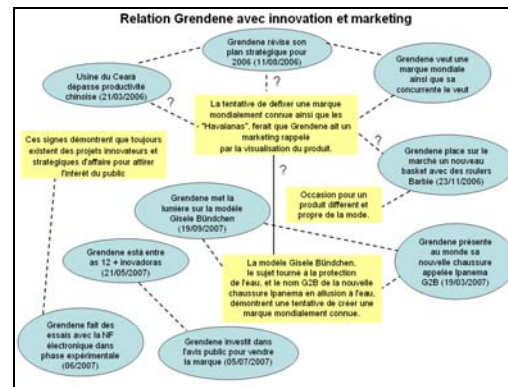 Relation Grendene avec innovation et marketing
Grendene révise son
plan stratégique pour
2006 (11/08/2006)
Usine du Ceará
dépasse productivité
chinoise (21/03/2006)
Grendene veut une
marque mondiale
ainsi que sa
concurrente le veut
?
?
?
?
La tentative de defixer une marque
mondialement connue ainsi que les
"Havaianas", ferait que Grendene ait un
marketing rappelé
par la visualisation du produit.
Ces signes démontrent que toujours
existent des projets innovateurs et
stratégiques d'affaire pour attirer
l'intérêt du public
Grendene place sur le
marché un nouveau
basket avec des roulers
Barbie (23/11/2006)
Occasion pour un
produit différent et
propre de la mode.
Grendene met la
lumière sur la modèle
Gisele Bündchen
(19/09/2007)
Grendene está entre
as 12 + inovadoras
(21/05/2007)
La modèle Gisele Bündchen,
le sujet tourné à la protection
de l'eau, et le nom G2B de la nouvelle
chaussure Ipanema en allusion à l'eau,
démontrent une tentative de créer une
marque mondialement connue.
Grendene présente
au monde sa
nouvelle chaussure
appelée Ipanema
G2B (19/03/2007)
Grendene fait des
essais avec la NF
électronique dans
phase expérimentale
(06/2007)
Grendene investit dans
l'avis public pour vendre
la marque (05/07/2007)